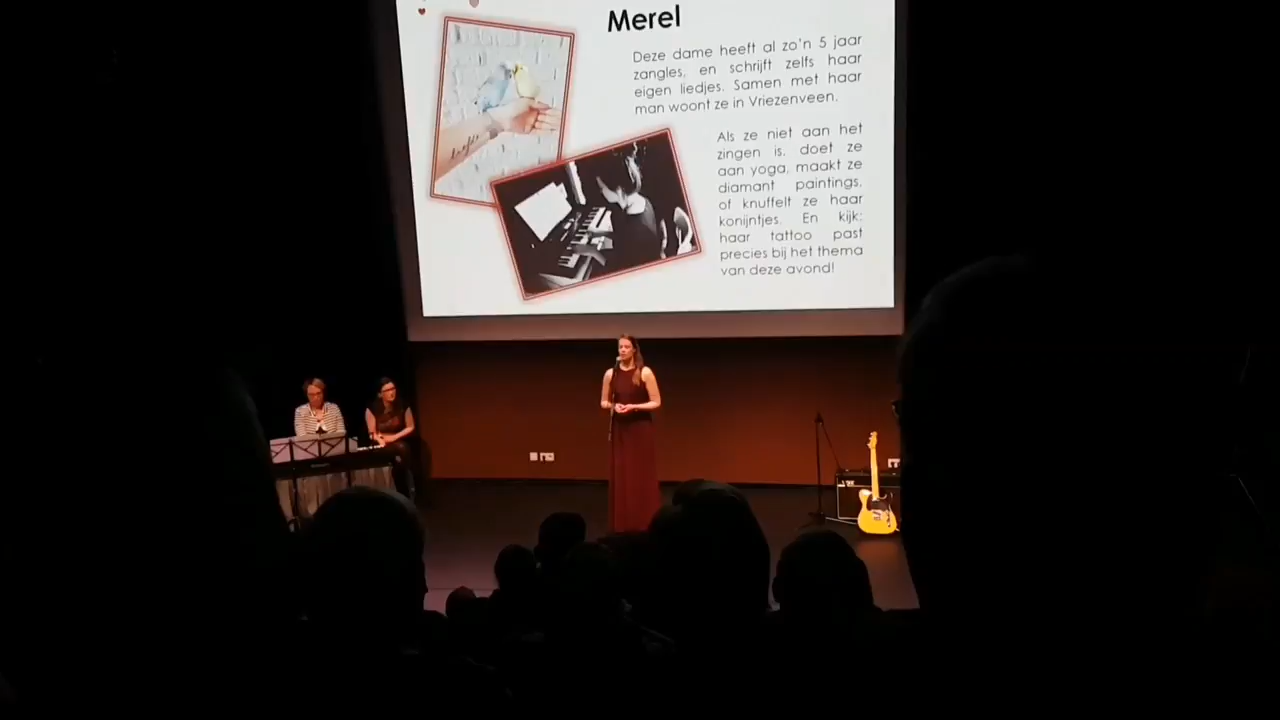 Merel
Deze dame heeft al zo'n 5 jaar
zangles, en schrijft zelfs haar
eigen liedjes. Samen met haar
man woont ze in Vriezenveen.
Als ze niet aan het
zingen is, doet ze
aan yoga, maakt ze
diamant paintings,
of knuffelt ze haar
konijntjes. En kijk:
haar tattoo past
precies bij het thema
van deze avond!